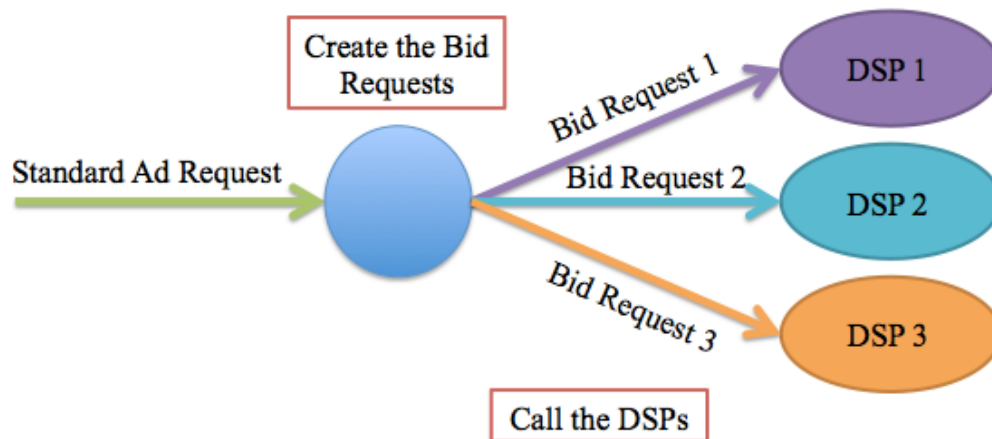 Create the Bid
Requests
Standard Ad Request
Bid Request 1
Bid Request 2
Bid Request 3
DSP 1
DSP 2
DSP 3
Call the DSPs